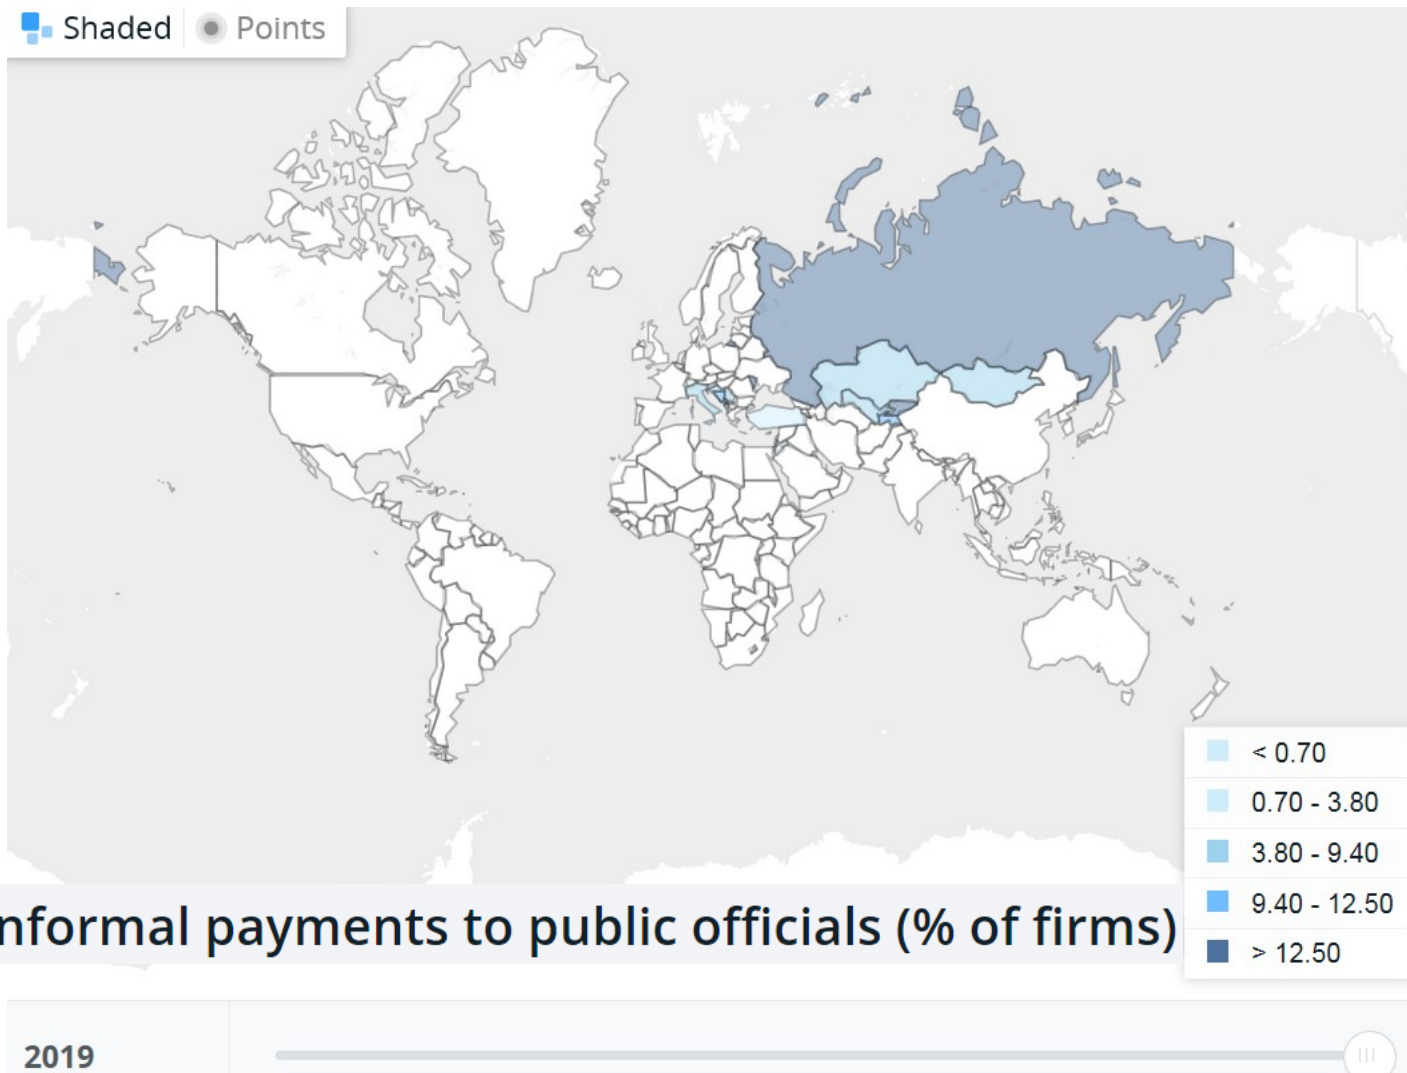 Shaded Points
< 0.70
0.70 - 3.80
3.80 - 9.40
9.40 - 12.50
> 12.50
nformal payments to public officials (% of firms)
2019